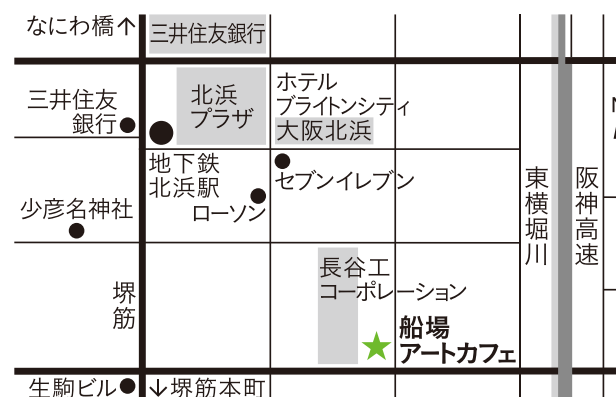 なにわ橋↑
三井住友銀行
三井住友
銀行
北浜
プラザ
ホテル
ブライトンシティ
大阪北浜
地下鉄
北浜駅
ローソン
セブンイレブン
少彦名神社
東横堀川
阪神高速
堺筋
長谷工
コーポレーション
船場
アートカフェ
生駒ビル
↓堺筋本町